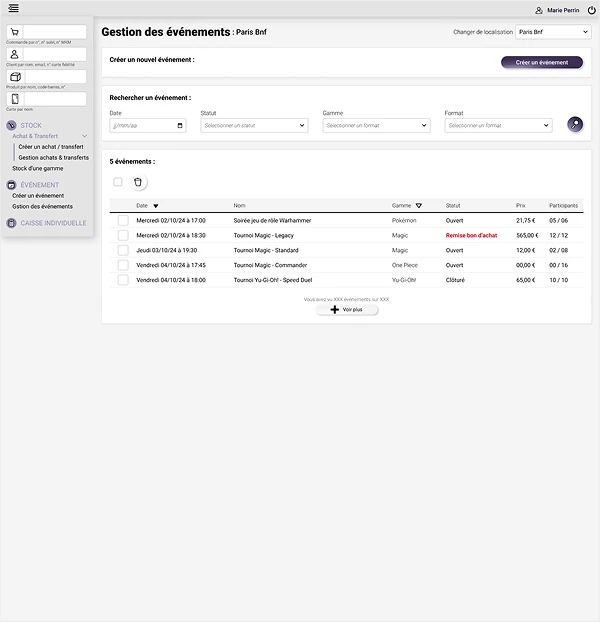 Marie Perrin
Commande par n°, n° suivi, n° MKM
Client par nom, email, n° carte fidélité
Produit par nom, code-barres, n°
Carte par nom
STOCK
Achat & Transfert
Créer un achat / transfert
Gestion achats & transferts
Stock d'une gamme
ÉVÉNEMENT
Créer un événement
Gstion des événements
CAISSE INDIVIDUELLE
Gestion des événements : Paris Bnf
Changer de localisation
Paris Bnf
Créer un nouvel événement :
Créer un événement
Rechercher un événement :
Date Statut Gamme Format
jj/mm/aa Sélectionner un statut Sélectionner un format Sélectionner un format
5 événements :
Date Nom Gamme Statut Prix Participants
Mercredi 02/10/24 à 17:00 Soirée jeu de rôle Warhammer Pokémon Ouvert 21,75 € 05 / 06
Mercredi 02/10/24 à 18:30 Tournoi Magic - Legacy Magic Remise bon d'achat 565,00 € 12 / 12
Jeudi 03/10/24 à 19:30 Tournoi Magic - Standard Magic Ouvert 12,00 € 02 / 08
Vendredi 04/10/24 à 17:45 Tournoi Magic - Commander One Piece Ouvert 00,00 € 00 / 16
Vendredi 04/10/24 à 18:00 Tournoi Yu-Gi-Oh! - Speed Duel Yu-Gi-Oh! Clôturé 65,00 € 10 / 10
Vous avez vu XXX événements sur XXX
Voir plus